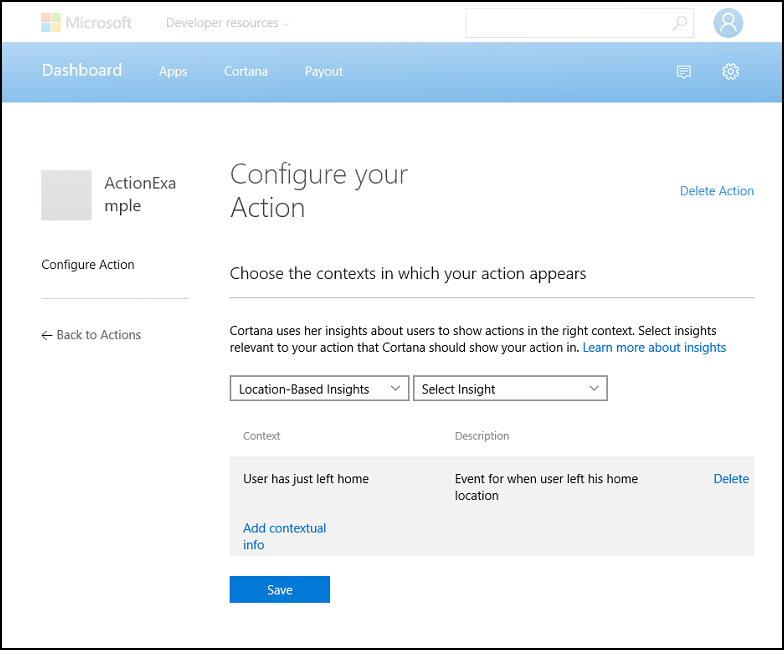 Microsoft
Developer resources
Dashboard
Apps
Cortana
Payout
ActionExa
mple
Configure Action
← Back to Actions
Configure your
Action
Delete Action
Choose the contexts in which your action appears
Cortana uses her insights about users to show actions in the right context. Select insights
relevant to your action that Cortana should show your action in. Learn more about insights
Location-Based Insights
Select Insight
Context
Description
User has just left home
Event for when user left his home
location
Delete
Add contextual
info
Save